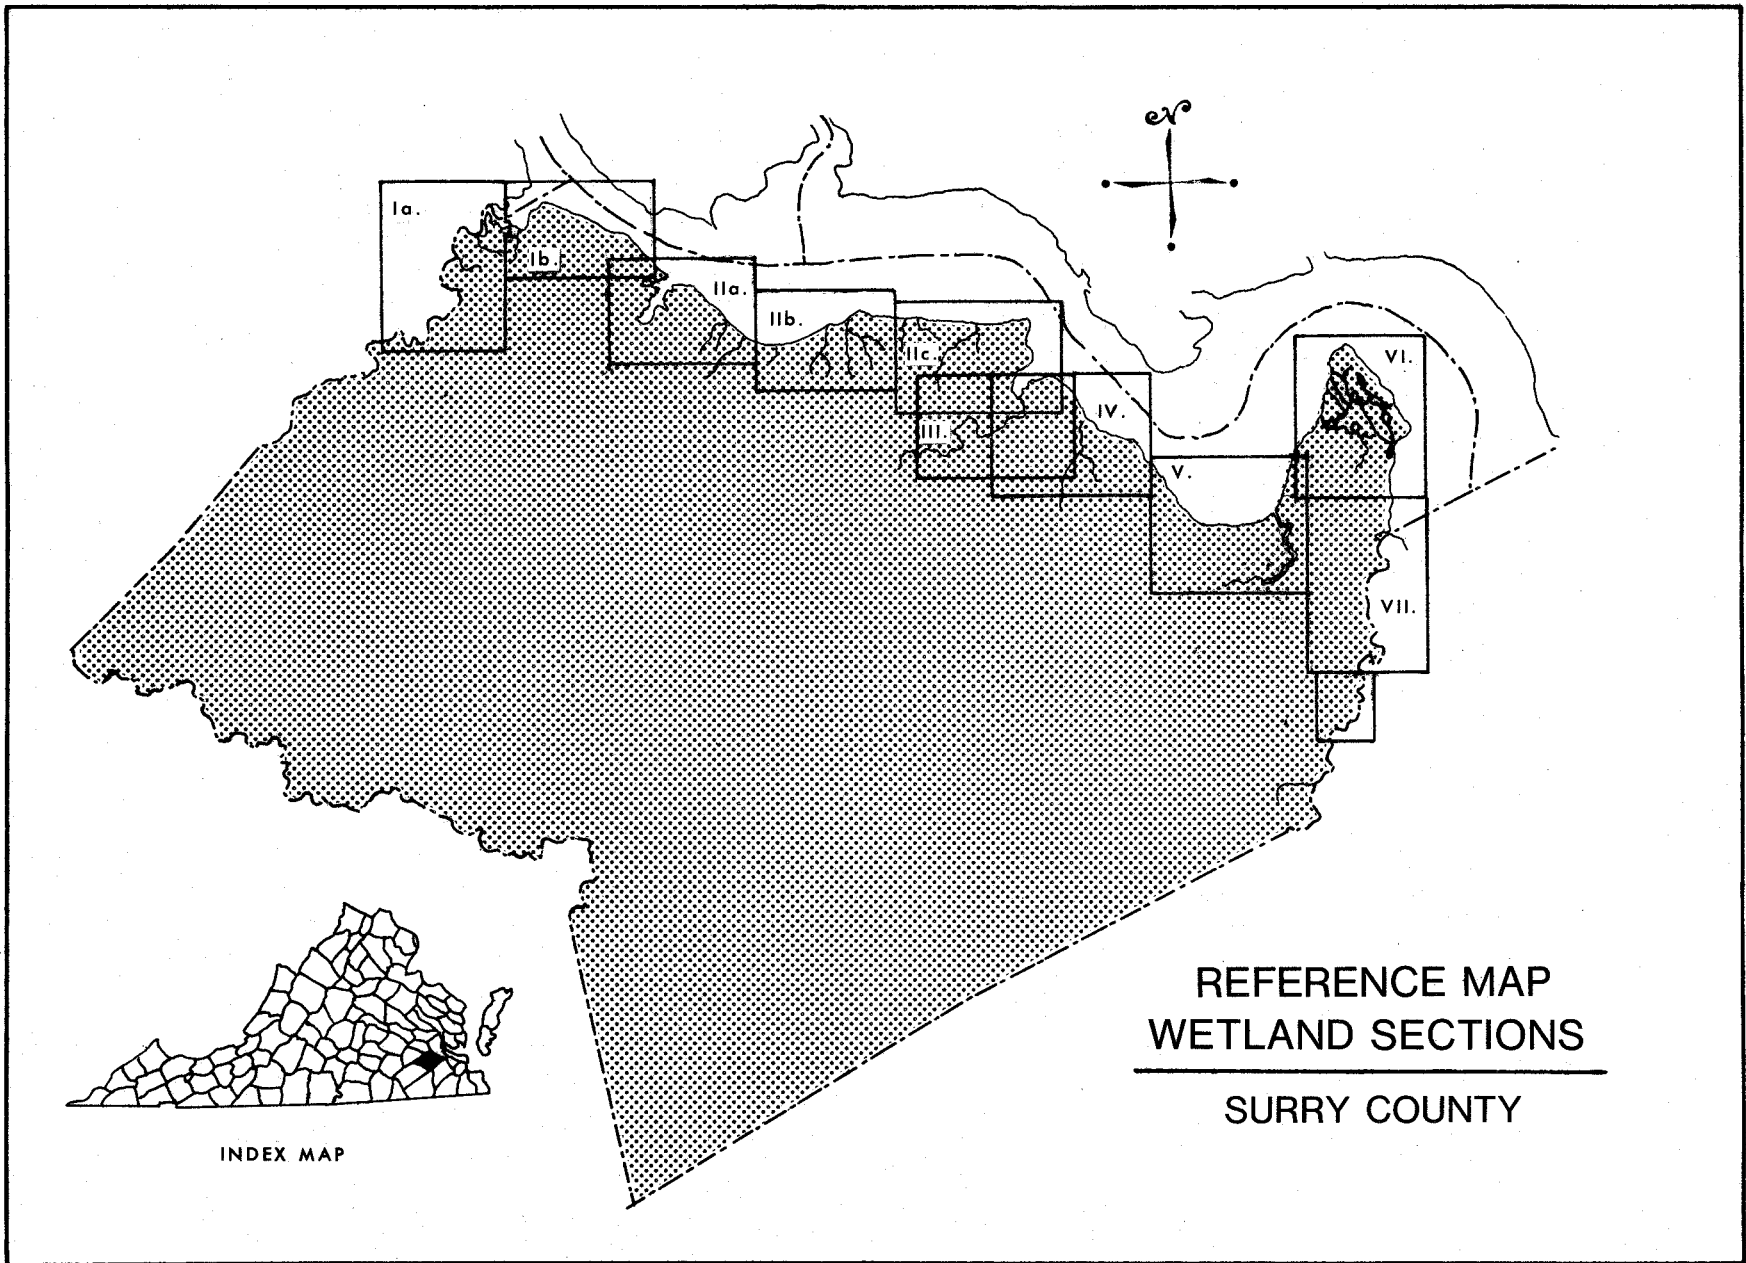 N
Ia.
Ib.
IIa.
IIb.
IIc.
III.
IV.
V.
VI.
VII.
REFERENCE MAP
WETLAND SECTIONS
SURRY COUNTY
INDEX MAP